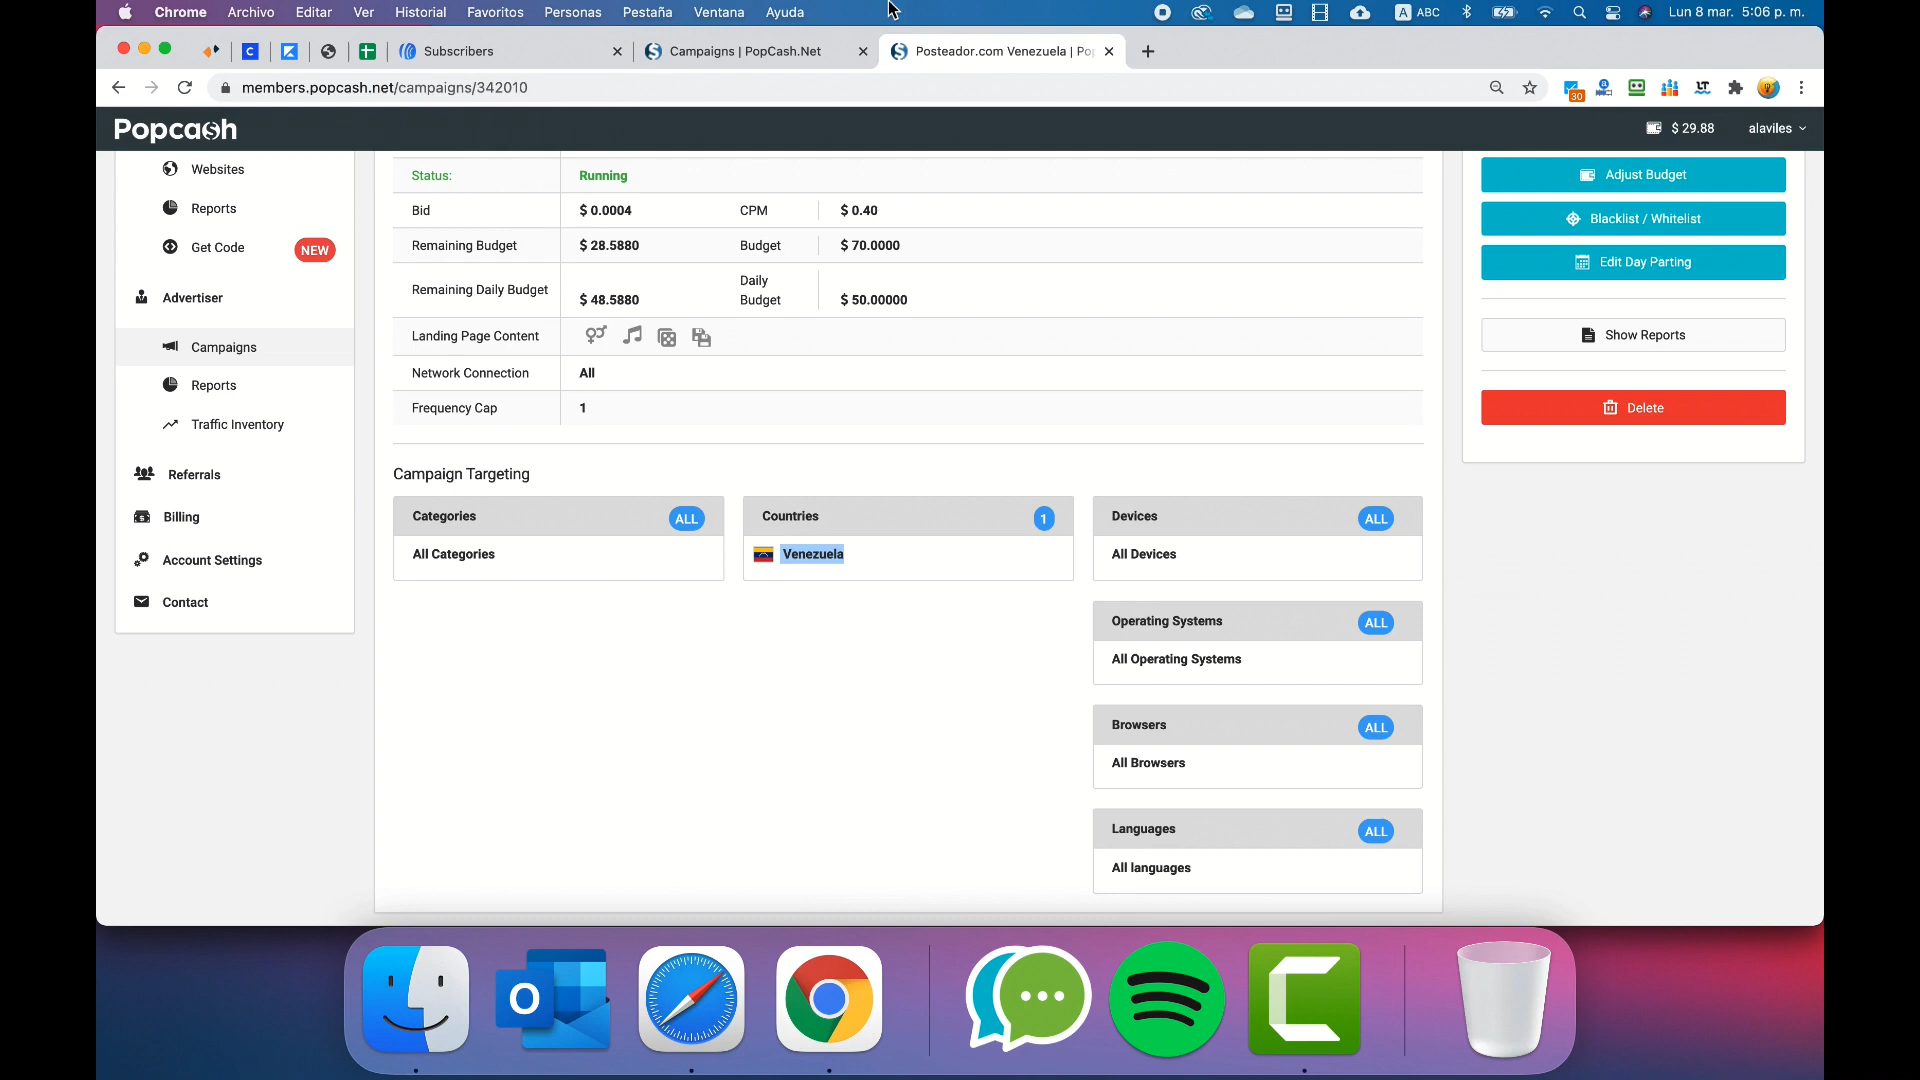 Chrome Archivo Editar Ver Historial Favoritos Personas Pestaña Ventana Ayuda
A ABC Lun 8 mar. 5:06 p. m.
Subscribers
Campaigns | PopCash.Net
Posteador.com Venezuela | Po
members.popcash.net/campaigns/342010
30
Popcash
$ 29.88 alaviles
Websites
Reports
Get Code NEW
Advertiser
Campaigns
Reports
Traffic Inventory
Referrals
Billing
Account Settings
Contact
Status: Running
Bid $ 0.0004 CPM $ 0.40
Remaining Budget $ 28.5880 Budget $ 70.0000
Remaining Daily Budget $ 48.5880 Daily Budget $ 50.00000
Landing Page Content
Network Connection All
Frequency Cap 1
Campaign Targeting
Categories ALL
All Categories
Countries 1
Venezuela
Devices ALL
All Devices
Operating Systems ALL
All Operating Systems
Browsers ALL
All Browsers
Languages ALL
All languages
Adjust Budget
Blacklist / Whitelist
Edit Day Parting
Show Reports
Delete